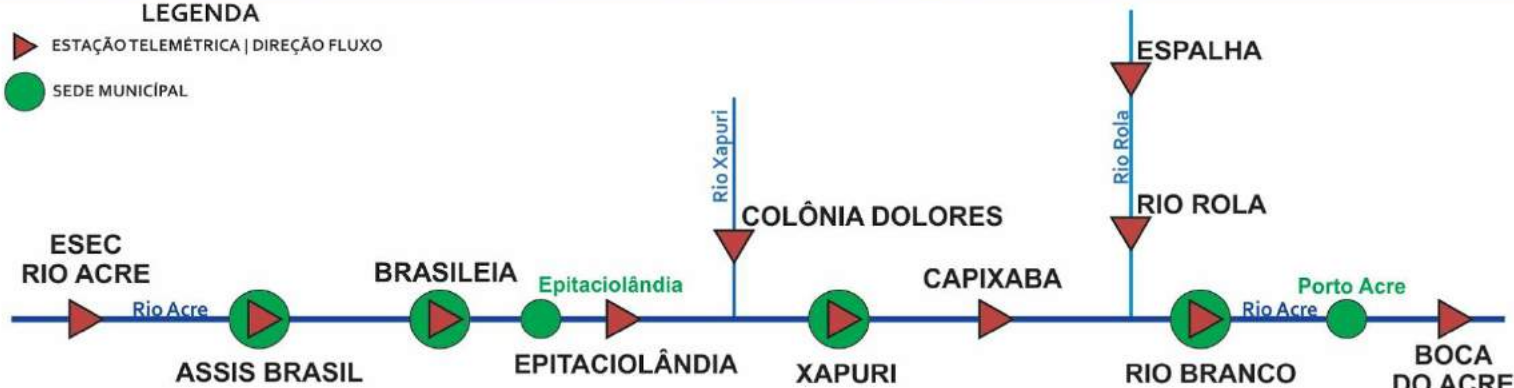 LEGENDA
ESTAÇÃO TELEMÉTRICA | DIREÇÃO FLUXO
SEDE MUNICÍPAL
ESPALHA
Rio Xapuri
Rio Rola
COLÔNIA DOLORES
RIO ROLA
ESEC
RIO ACRE
BRASILEIA
Epitaciolândia
CAPIXABA
Porto Acre
Rio Acre
Rio Acre
ASSIS BRASIL
EPITACIOLÂNDIA
XAPURI
RIO BRANCO
BOCA
DO ACRE